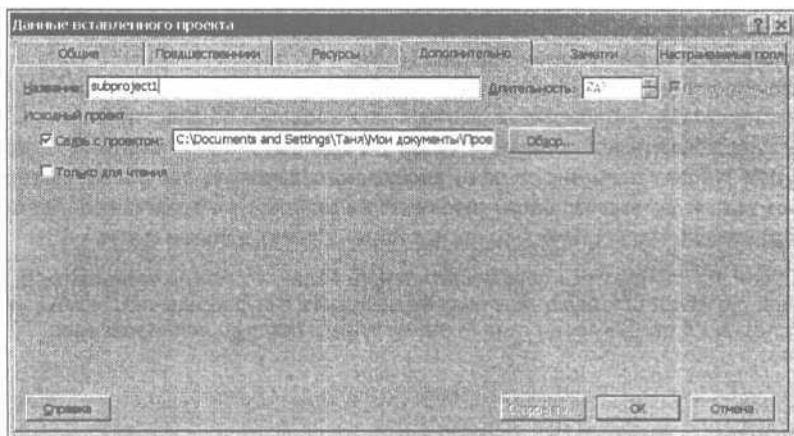 Данные вставленного проекта
Общие Предшественники Ресурсы Дополнительно Заметки Настраиваемые поля
Название: subproject1 Длительность:
Исходный проект
Связь с проектом: C:\Documents and Settings\Таня\Мои документы\Прое Обзор...
Только для чтения
Справка OK Отмена